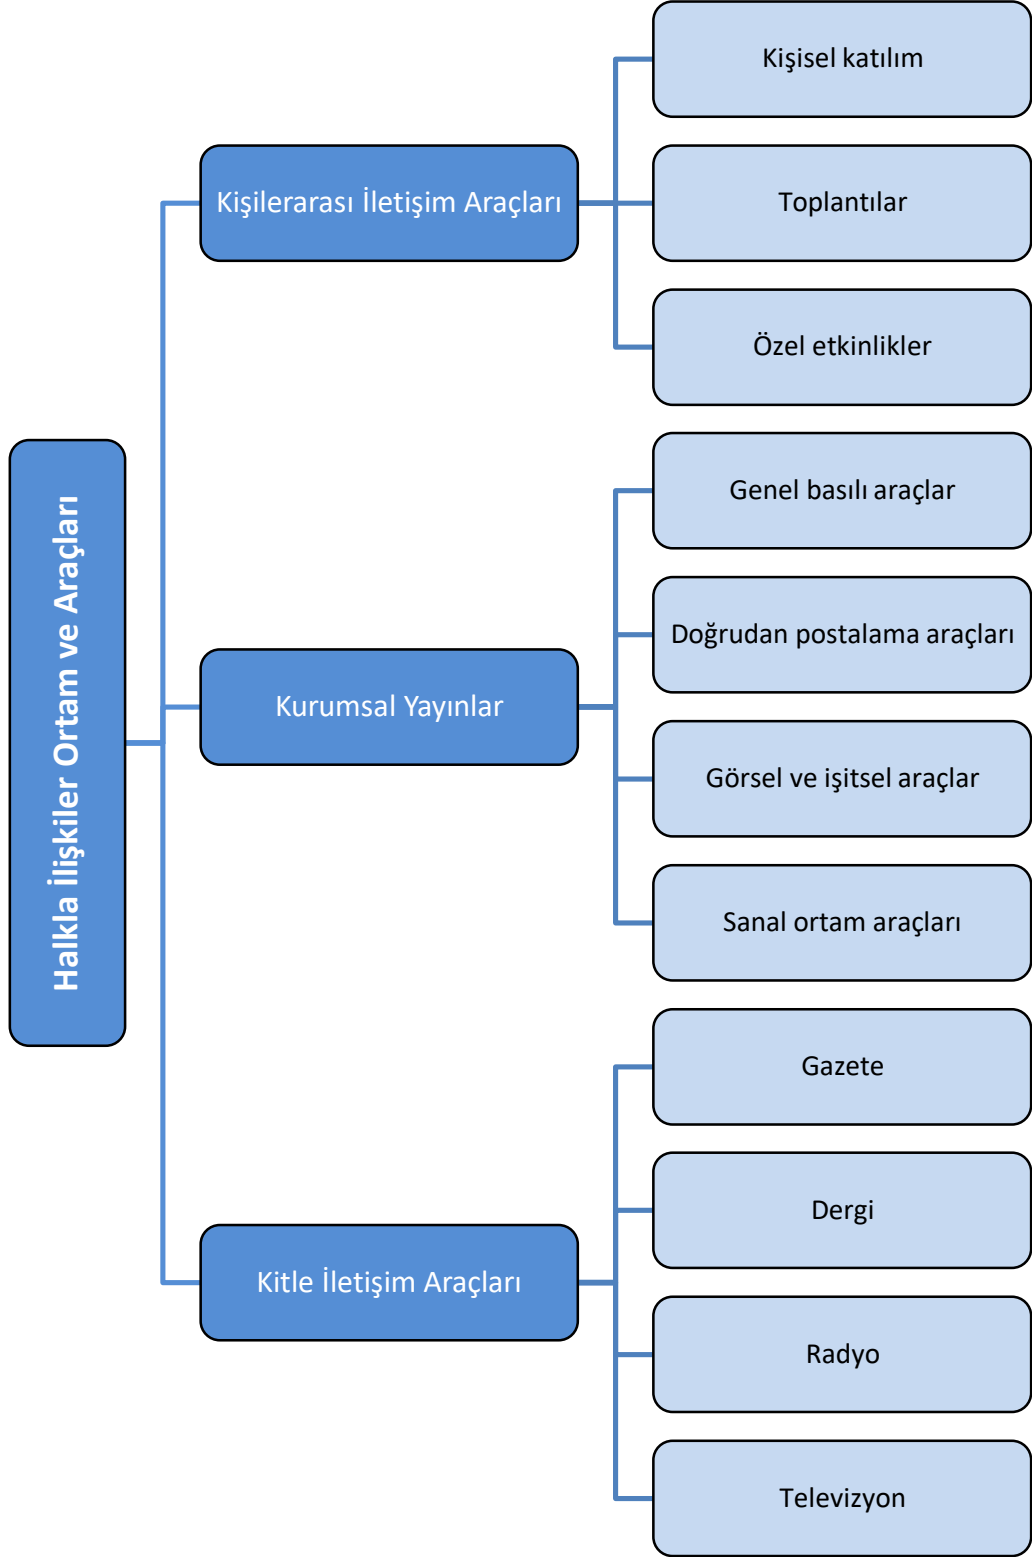 Halkla İlişkiler Ortam ve Araçları
Kişilerarası İletişim Araçları
Kişisel katılım
Toplantılar
Özel etkinlikler
Kurumsal Yayınlar
Genel basılı araçlar
Doğrudan postalama araçları
Görsel ve işitsel araçlar
Sanal ortam araçları
Kitle İletişim Araçları
Gazete
Dergi
Radyo
Televizyon